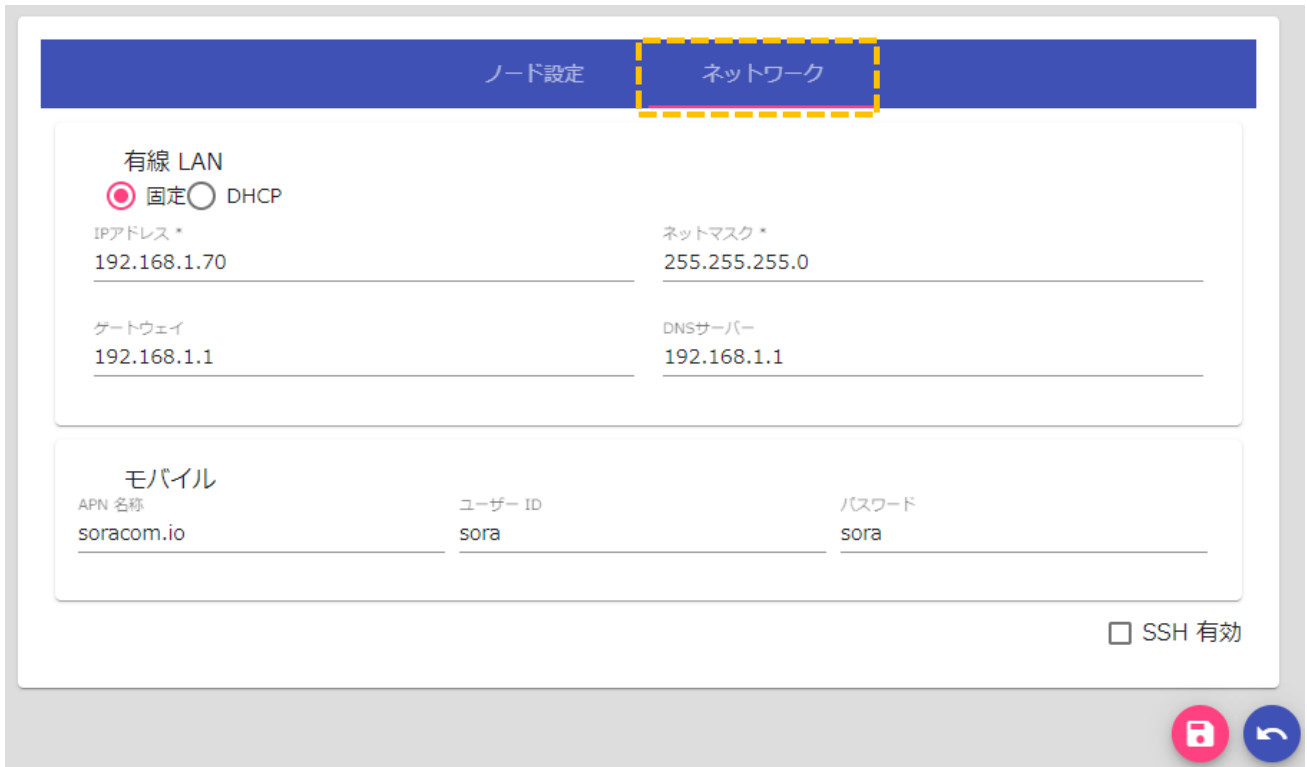 ノード設定 ネットワーク
有線 LAN
固定 DHCP
IPアドレス * ネットマスク *
192.168.1.70 255.255.255.0
ゲートウェイ DNSサーバー
192.168.1.1 192.168.1.1
モバイル
APN 名称 ユーザー ID パスワード
soracom.io sora sora
SSH 有効